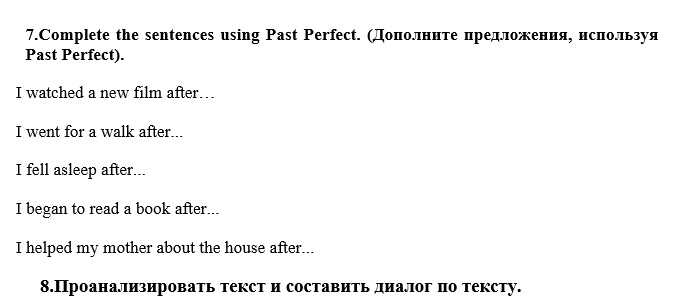 7.Complete the sentences using Past Perfect. (Дополните предложения, используя
Past Perfect).
I watched a new film after…
I went for a walk after...
I fell asleep after...
I began to read a book after...
I helped my mother about the house after...
8.Проанализировать текст и составить диалог по тексту.